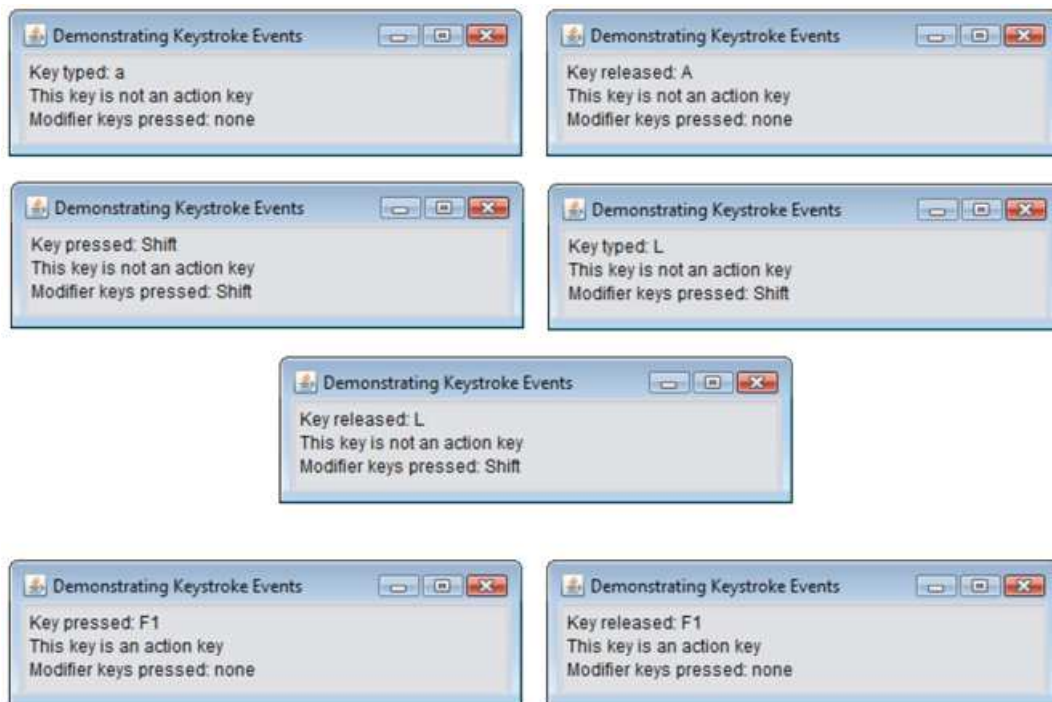 Demonstrating Keystroke Events
Key typed: a
This key is not an action key
Modifier keys pressed: none
Demonstrating Keystroke Events
Key released: A
This key is not an action key
Modifier keys pressed: none
Demonstrating Keystroke Events
Key pressed: Shift
This key is not an action key
Modifier keys pressed: Shift
Demonstrating Keystroke Events
Key typed: L
This key is not an action key
Modifier keys pressed: Shift
Demonstrating Keystroke Events
Key released: L
This key is not an action key
Modifier keys pressed: Shift
Demonstrating Keystroke Events
Key pressed: F1
This key is an action key
Modifier keys pressed: none
Demonstrating Keystroke Events
Key released: F1
This key is an action key
Modifier keys pressed: none